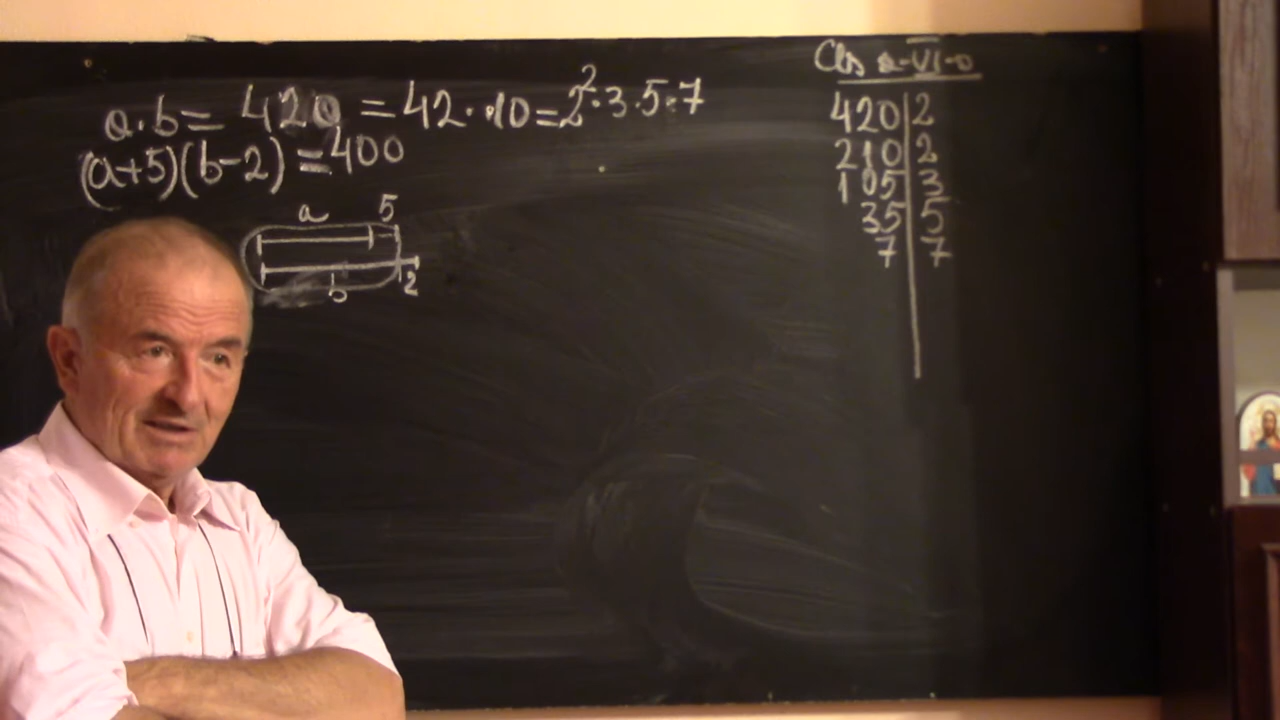 a·b = 420 = 42·10 = 2²·3·5·7
(a+5)(b-2) = 400
a 5
b 2
Cls a-VI-a
420|2
210|2
105|3
35|5
7|7